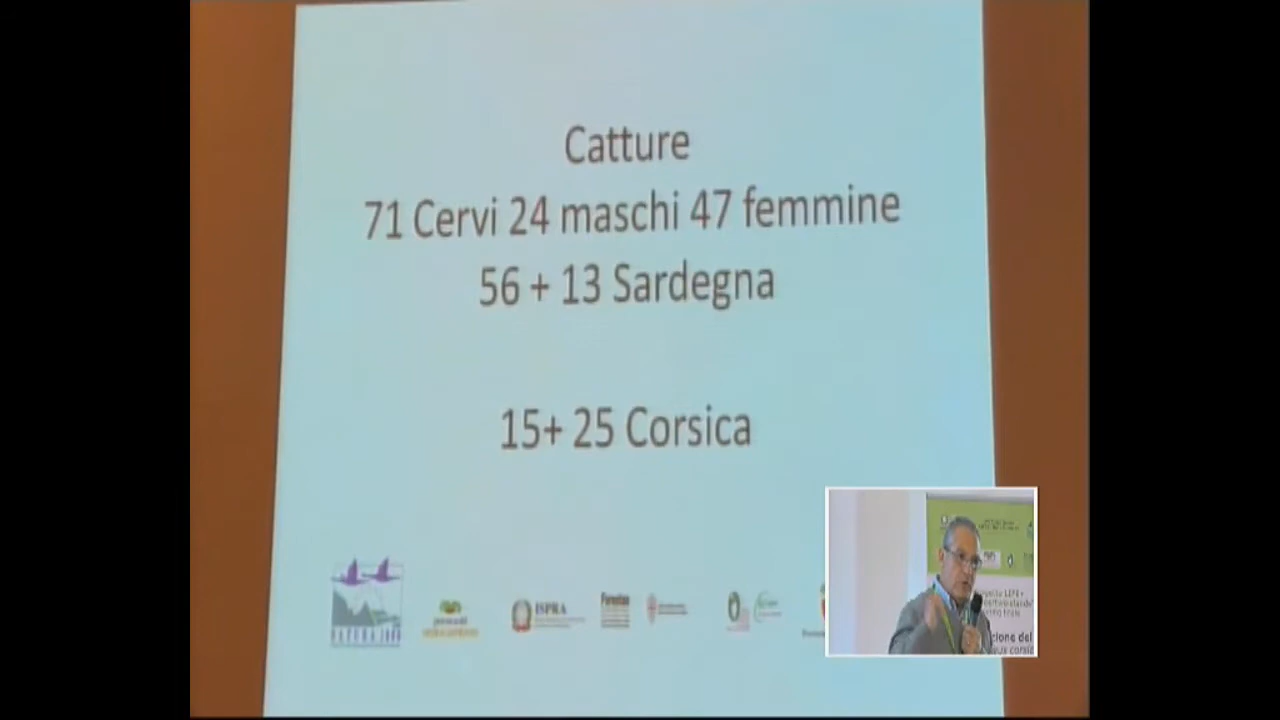 Catture
71 Cervi 24 maschi 47 femmine
56 + 13 Sardegna
15+ 25 Corsica
ISPRA